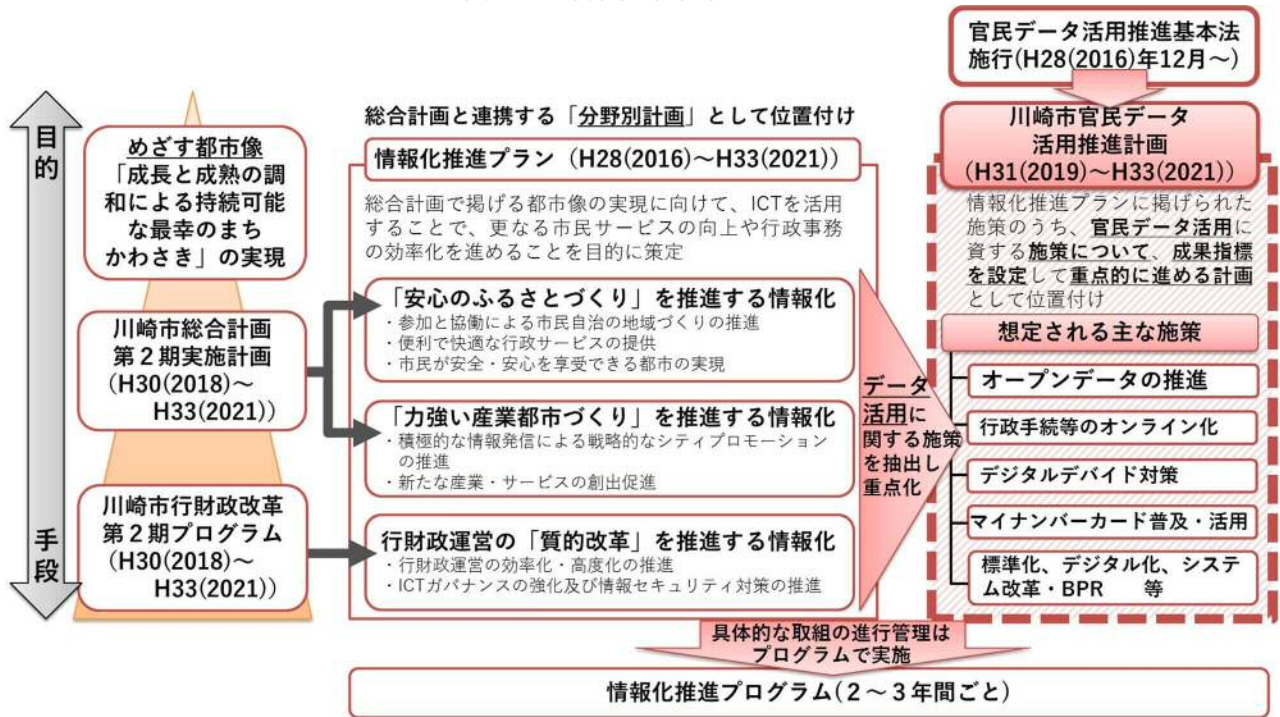 目的
手段
めざす都市像
「成長と成熟の調
和による持続可能
な最幸のまち
かわさき」の実現
川崎市総合計画
第２期実施計画
(H30(2018)～
H33(2021))
川崎市行財政改革
第２期プログラム
(H30(2018)～
H33(2021))
総合計画と連携する「分野別計画」として位置付け
情報化推進プラン（H28(2016)～H33(2021)）
総合計画で掲げる都市像の実現に向けて、ICTを活用
することで、更なる市民サービスの向上や行政事務
の効率化を進めることを目的に策定
「安心のふるさとづくり」を推進する情報化
・参加と協働による市民自治の地域づくりの推進
・便利で快適な行政サービスの提供
・市民が安全・安心を享受できる都市の実現
「力強い産業都市づくり」を推進する情報化
・積極的な情報発信による戦略的なシティプロモーション
の推進
・新たな産業・サービスの創出促進
行財政運営の「質的改革」を推進する情報化
・行財政運営の効率化・高度化の推進
・ICTガバナンスの強化及び情報セキュリティ対策の推進
データ
活用に
関する施策
を抽出し
重点化
官民データ活用推進基本法
施行(H28(2016)年12月～)
川崎市官民データ
活用推進計画
(H31(2019)～H33(2021))
情報化推進プランに掲げられた
施策のうち、官民データ活用に
資する施策について、成果指標
を設定して重点的に進める計画
として位置付け
想定される主な施策
オープンデータの推進
行政手続等のオンライン化
デジタルデバイド対策
マイナンバーカード普及・活用
標準化、デジタル化、システ
ム改革・BPR 等
具体的な取組の進行管理は
プログラムで実施
情報化推進プログラム(２～３年間ごと)